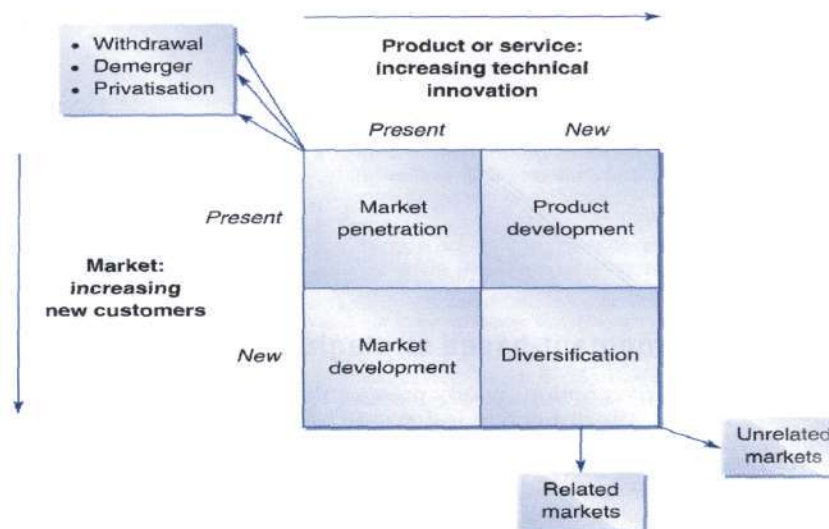 • Withdrawal
• Demerger
• Privatisation
Product or service:
increasing technical
innovation
Present
New
Present
Market
penetration
Product
development
Market:
increasing
new customers
New
Market
development
Diversification
Unrelated
markets
Related
markets